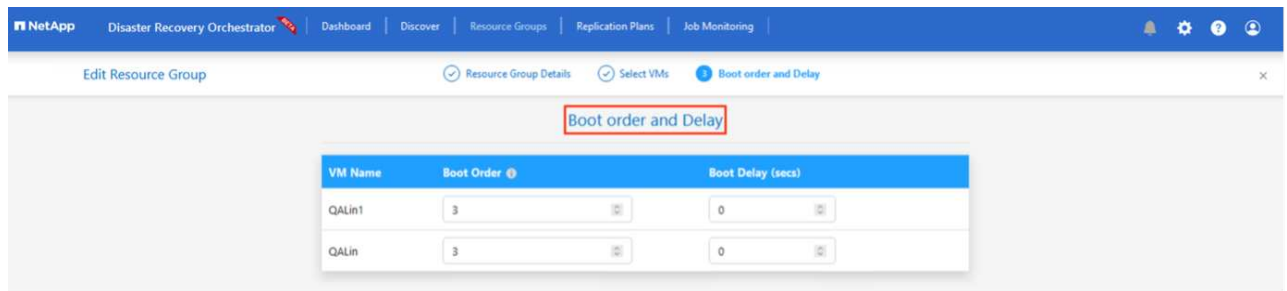 NetApp Disaster Recovery Orchestrator BETA Dashboard Discover Resource Groups Replication Plans Job Monitoring
Edit Resource Group Resource Group Details Select VMs 3 Boot order and Delay
Boot order and Delay
VM Name Boot Order Boot Delay (secs)
QALin1 3 0
QALin 3 0